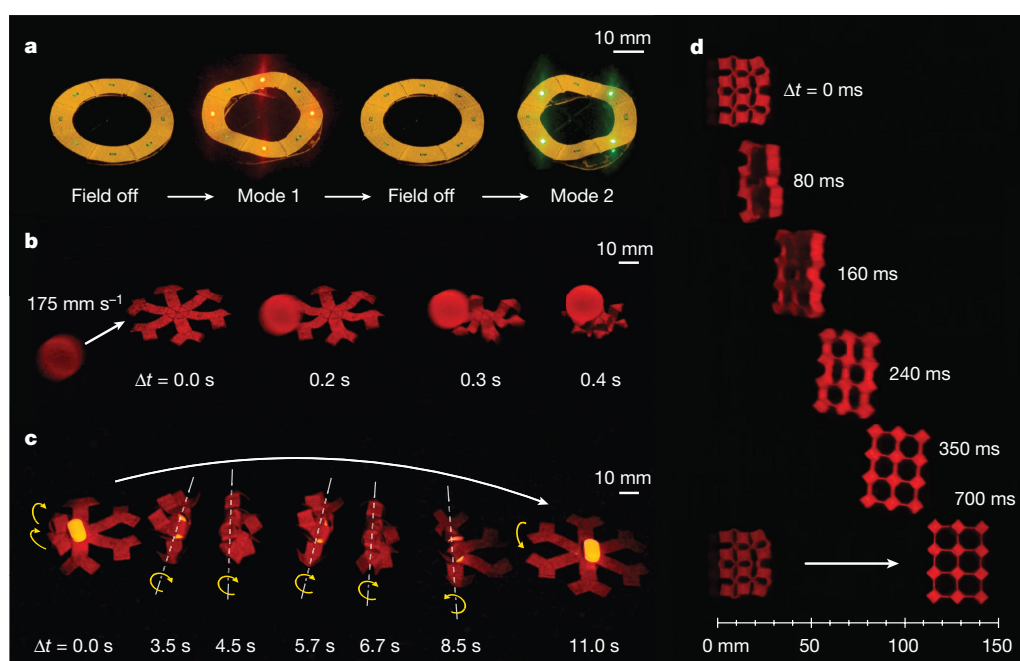 a
10 mm
Field off → Mode 1 → Field off → Mode 2
b
10 mm
175 mm s⁻¹
Δt = 0.0 s 0.2 s 0.3 s 0.4 s
c
10 mm
Δt = 0.0 s 3.5 s 4.5 s 5.7 s 6.7 s 8.5 s 11.0 s
d
Δt = 0 ms
80 ms
160 ms
240 ms
350 ms
700 ms
0 mm 50 100 150